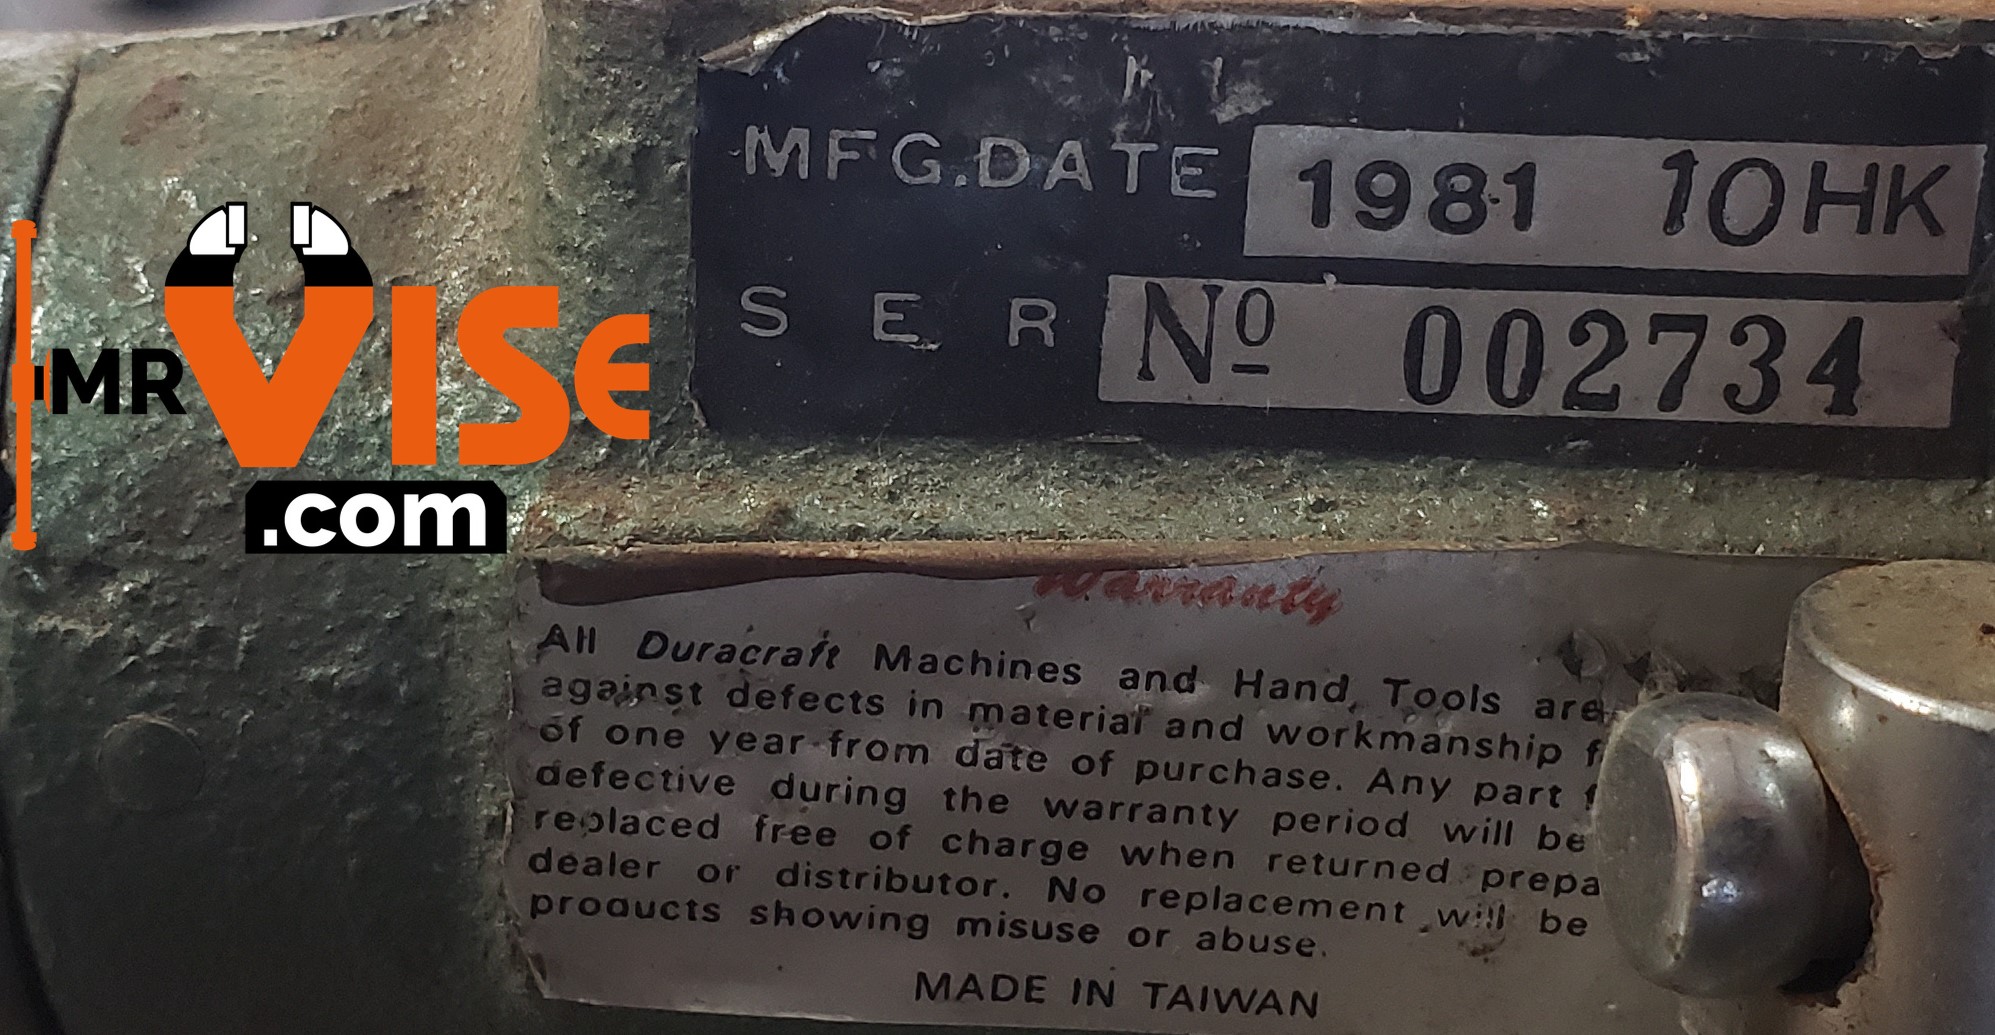 MFG.DATE 1981 10HK
S E R Nº 002734
MR VISE
.com
Warranty
All Duracraft Machines and Hand Tools are
against defects in material and workmanship
of one year from date of purchase. Any part
defective during the warranty period will be
replaced free of charge when returned prepa
dealer or distributor. No replacement will be
products showing misuse or abuse.
MADE IN TAIWAN